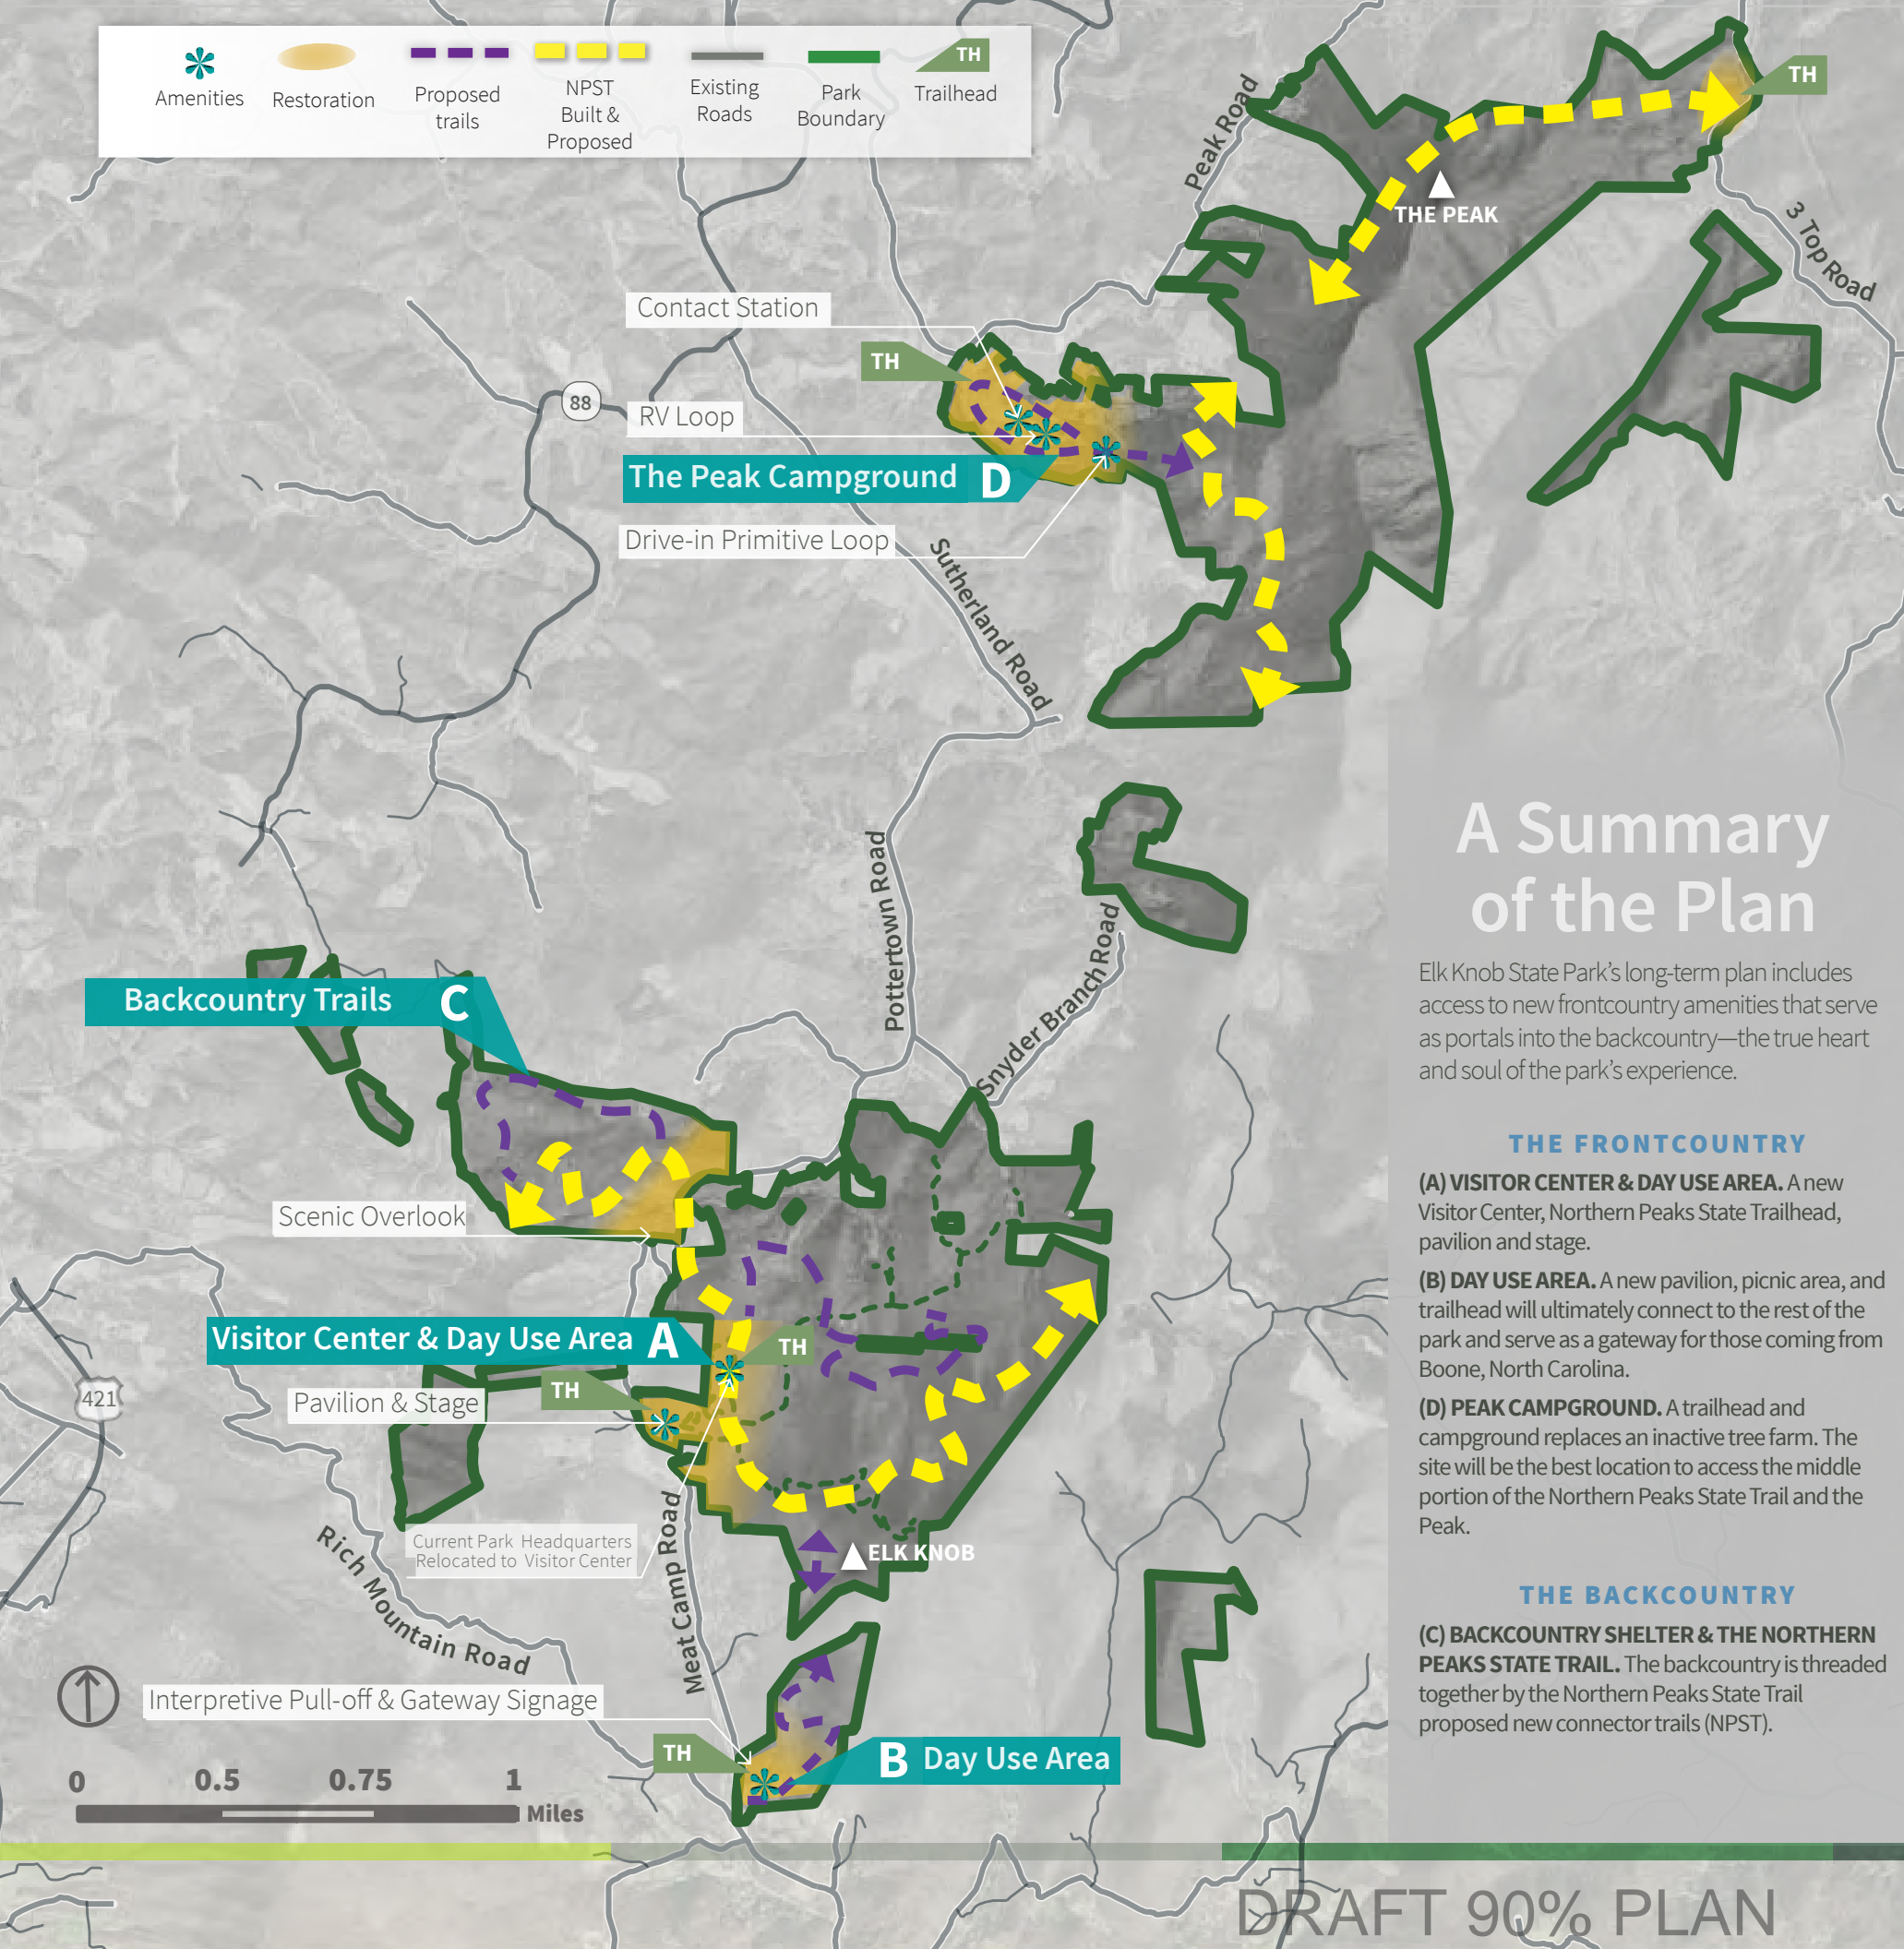 Amenities
Restoration
Proposed
trails
NPST
Built &
Proposed
Existing
Roads
Park
Boundary
TH
Trailhead
TH
Peak Road
THE PEAK
3 Top Road
Contact Station
TH
88
RV Loop
The Peak Campground D
Drive-in Primitive Loop
Sutherland Road
Pottertown Road
Snyder Branch Road
Backcountry Trails C
Scenic Overlook
Visitor Center & Day Use Area A
TH
421
TH
Pavilion & Stage
Current Park Headquarters
Relocated to Visitor Center
ELK KNOB
Meat Camp Road
Rich Mountain Road
Interpretive Pull-off & Gateway Signage
TH
B Day Use Area
0 0.5 0.75 1
Miles
A Summary
of the Plan
Elk Knob State Park's long-term plan includes
access to new frontcountry amenities that serve
as portals into the backcountry—the true heart
and soul of the park's experience.
THE FRONTCOUNTRY
(A) VISITOR CENTER & DAY USE AREA. A new
Visitor Center, Northern Peaks State Trailhead,
pavilion and stage.
(B) DAY USE AREA. A new pavilion, picnic area, and
trailhead will ultimately connect to the rest of the
park and serve as a gateway for those coming from
Boone, North Carolina.
(D) PEAK CAMPGROUND. A trailhead and
campground replaces an inactive tree farm. The
site will be the best location to access the middle
portion of the Northern Peaks State Trail and the
Peak.
THE BACKCOUNTRY
(C) BACKCOUNTRY SHELTER & THE NORTHERN
PEAKS STATE TRAIL. The backcountry is threaded
together by the Northern Peaks State Trail
proposed new connector trails (NPST).
DRAFT 90% PLAN